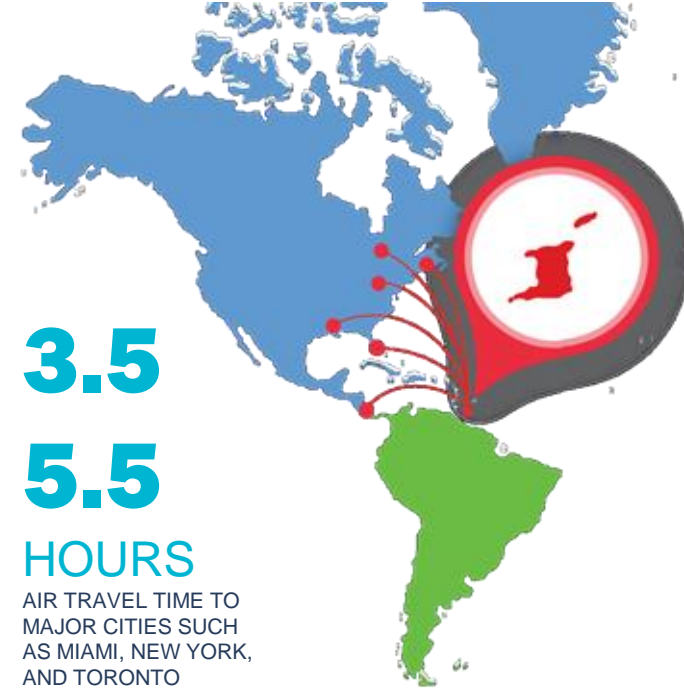 3.5
5.5
HOURS
AIR TRAVEL TIME TO
MAJOR CITIES SUCH
AS MIAMI, NEW YORK,
AND TORONTO